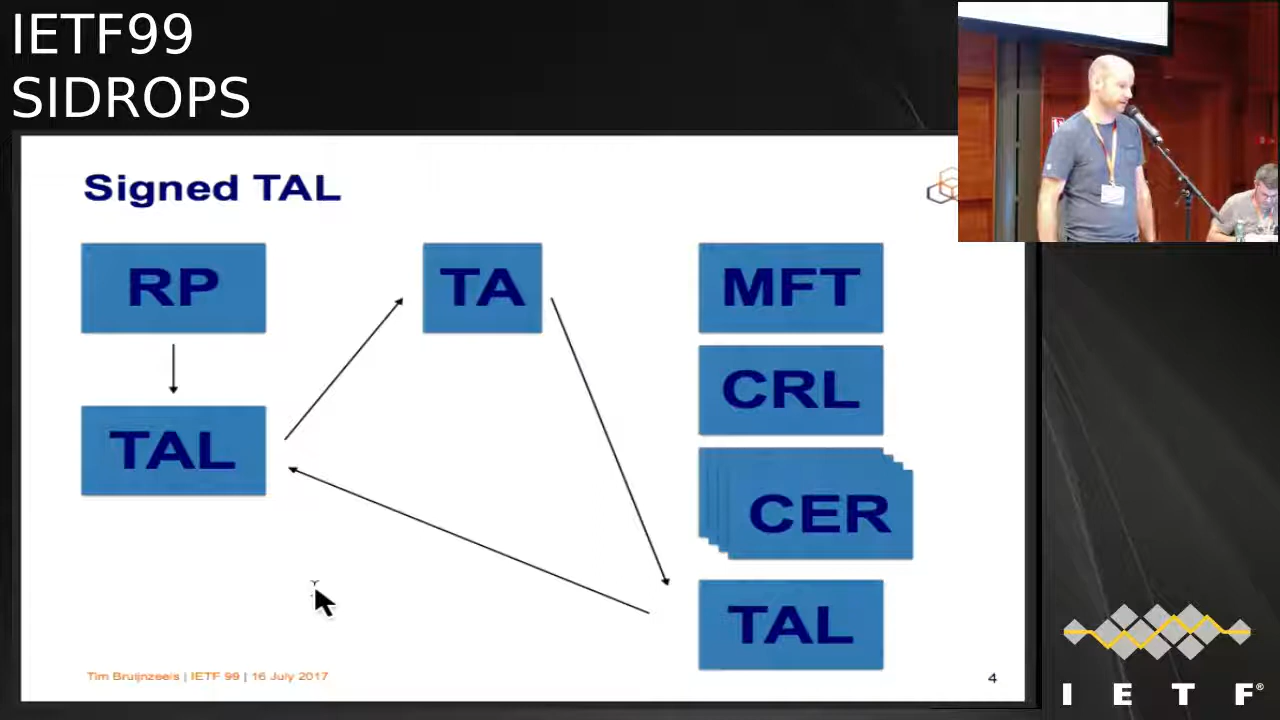 IETF99
SIDROPS
Signed TAL
RP
TA
MFT
CRL
TAL
CER
TAL
Tim Bruijnzeels | IETF 99 | 16 July 2017
4
I E T F®